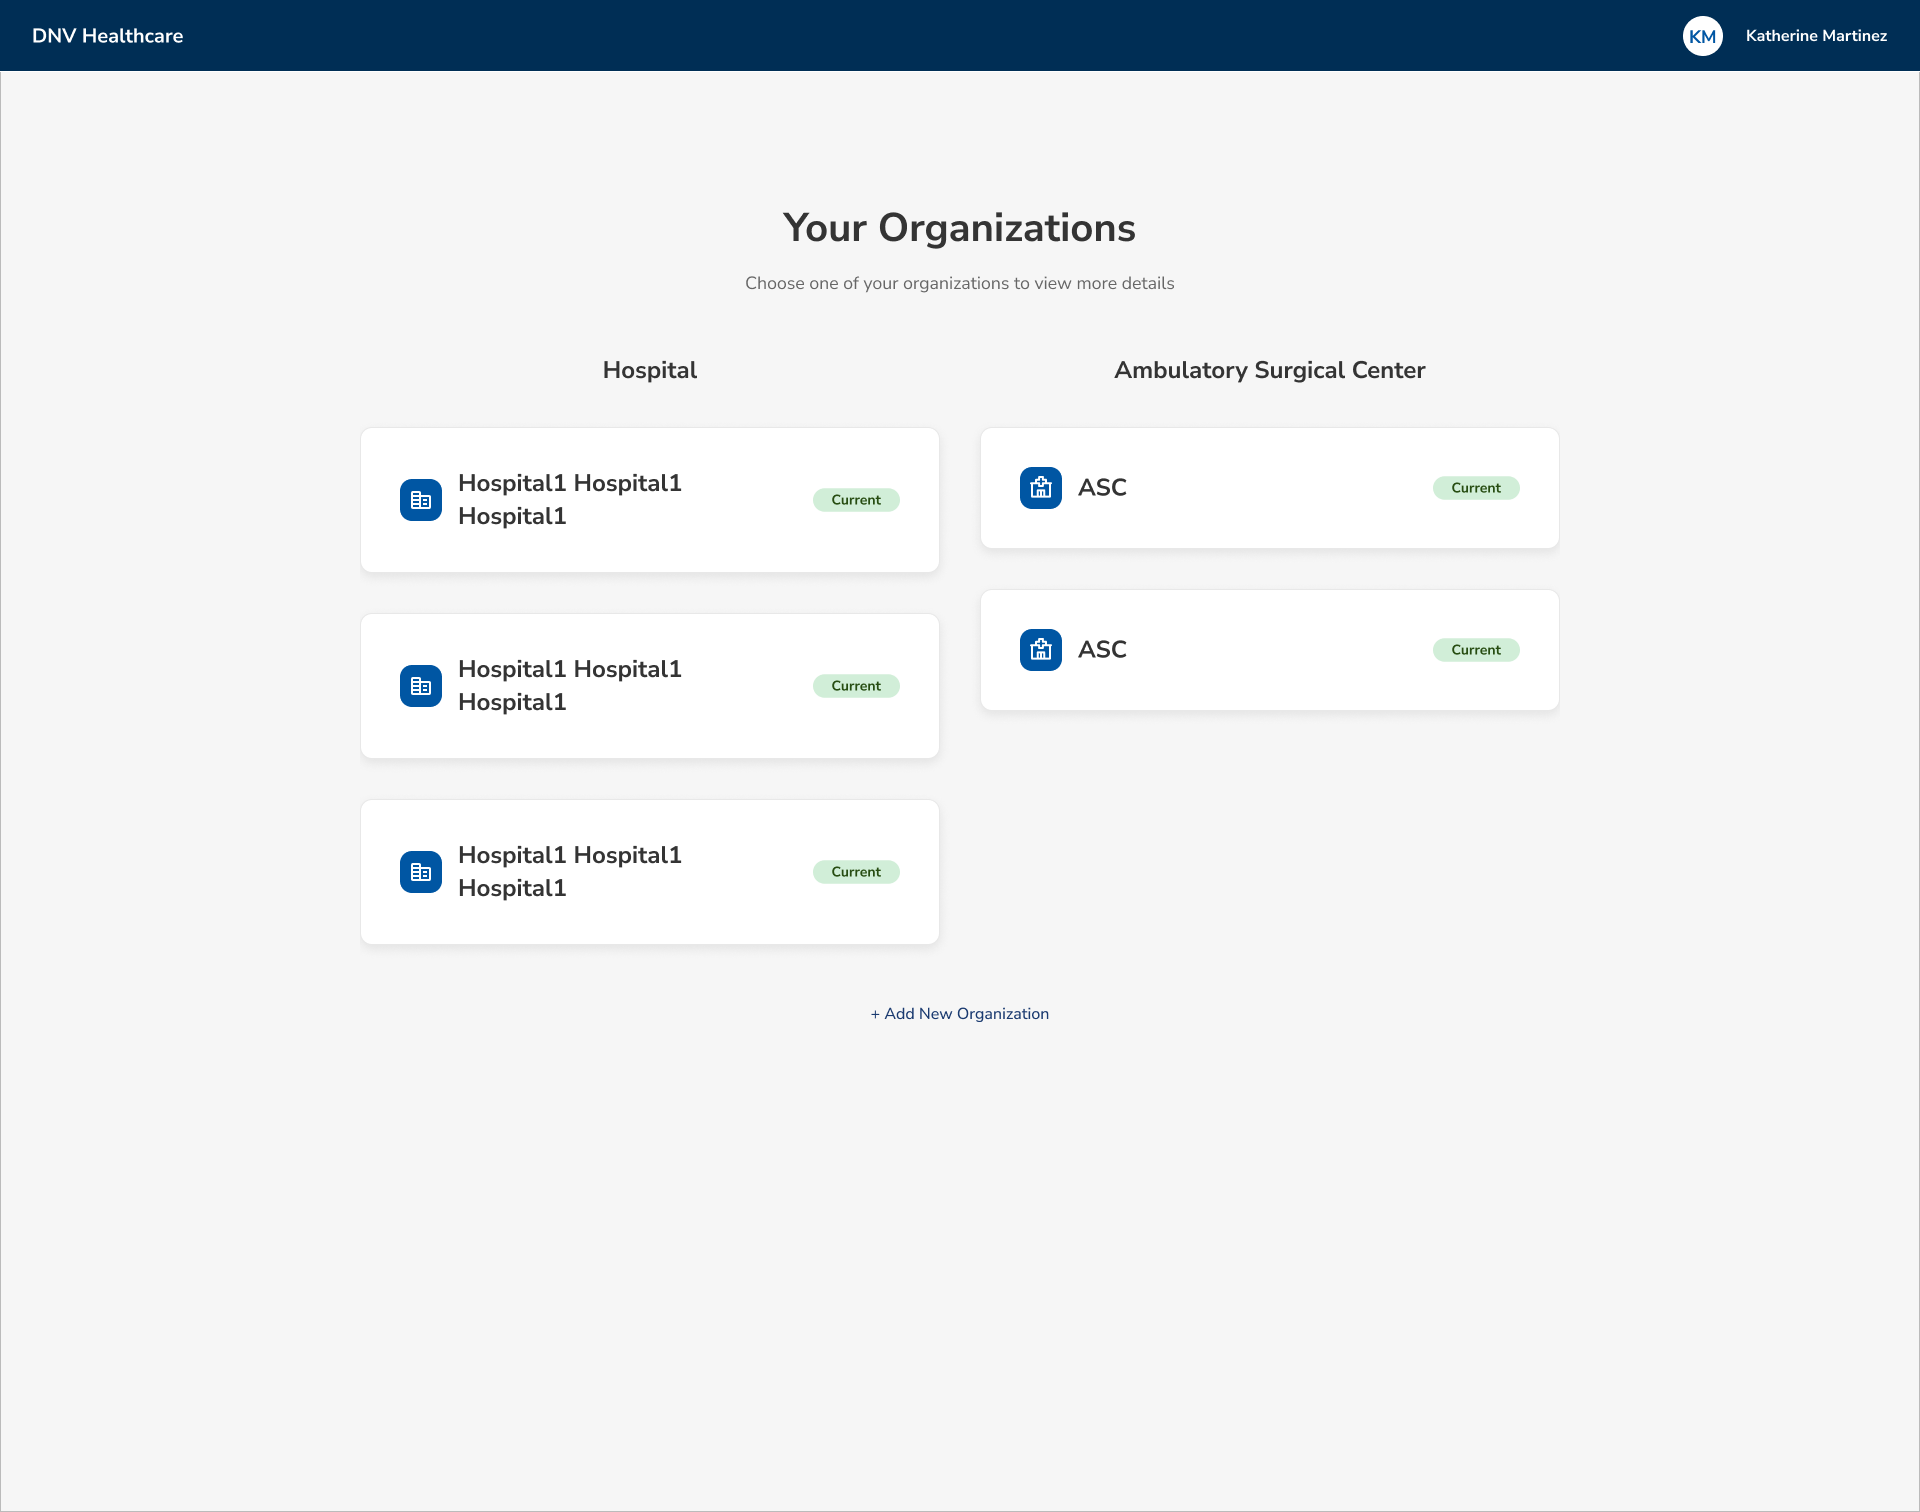 DNV Healthcare
KM
Katherine Martinez
Your Organizations
Choose one of your organizations to view more details
Hospital
Hospital1 Hospital1
Hospital1
Current
Hospital1 Hospital1
Hospital1
Current
Hospital1 Hospital1
Hospital1
Current
Ambulatory Surgical Center
ASC
Current
ASC
Current
+ Add New Organization